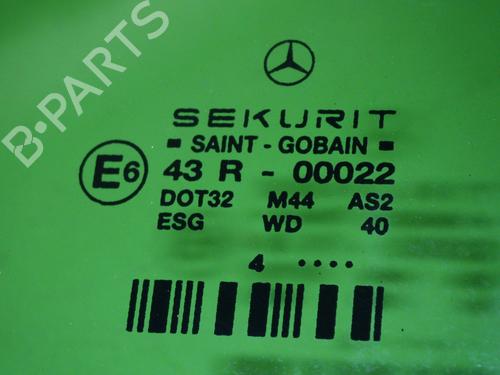 B-PARTS
SEKURIT
SAINT - GOBAIN
E6 43 R - 00022
DOT32 M44 AS2
ESG WD 40
4 ....